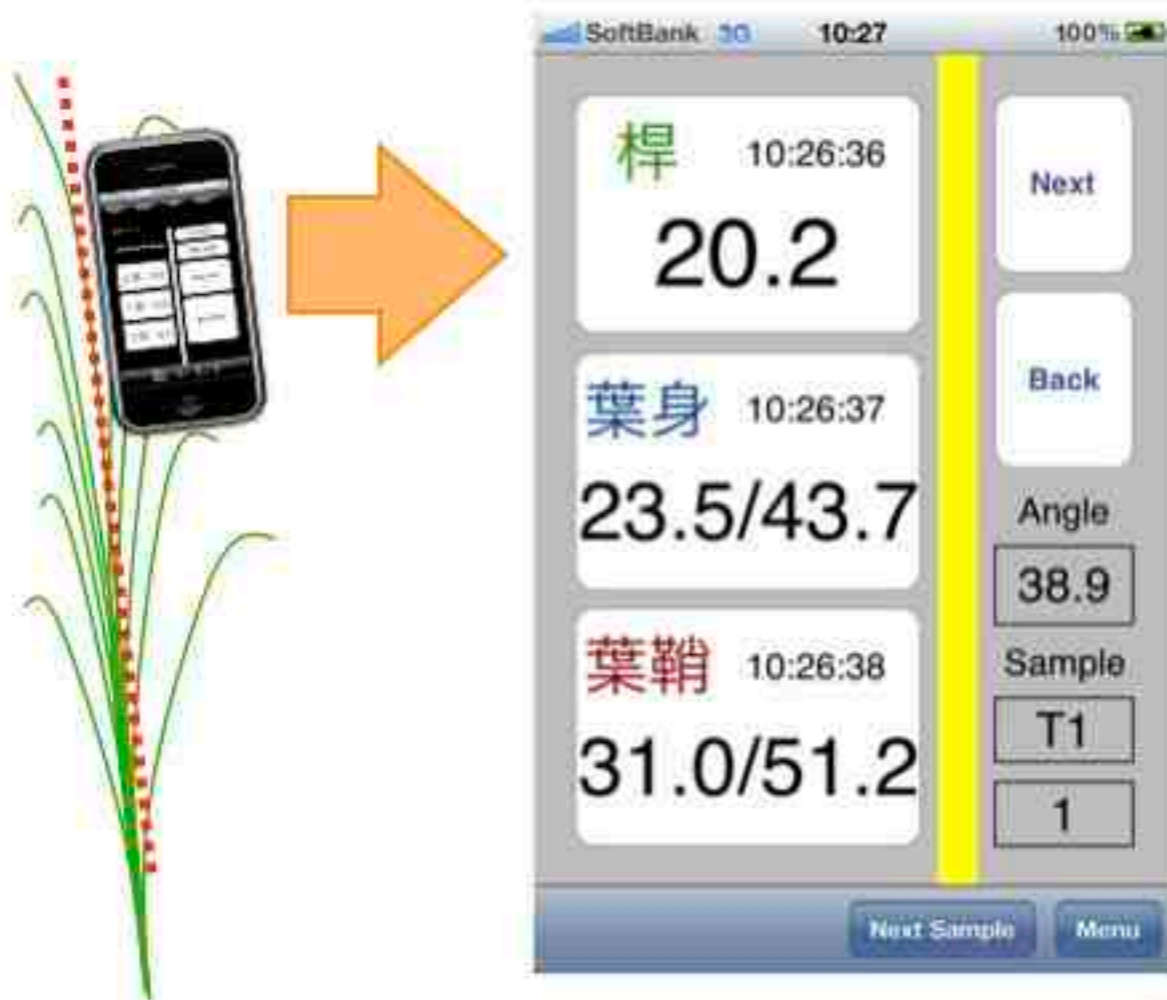 SoftBank 3G 10:27 100%
桿 10:26:36
20.2
葉身 10:26:37
23.5/43.7
葉鞘 10:26:38
31.0/51.2
Next
Back
Angle
38.9
Sample
T1
1
Next Sample Menu